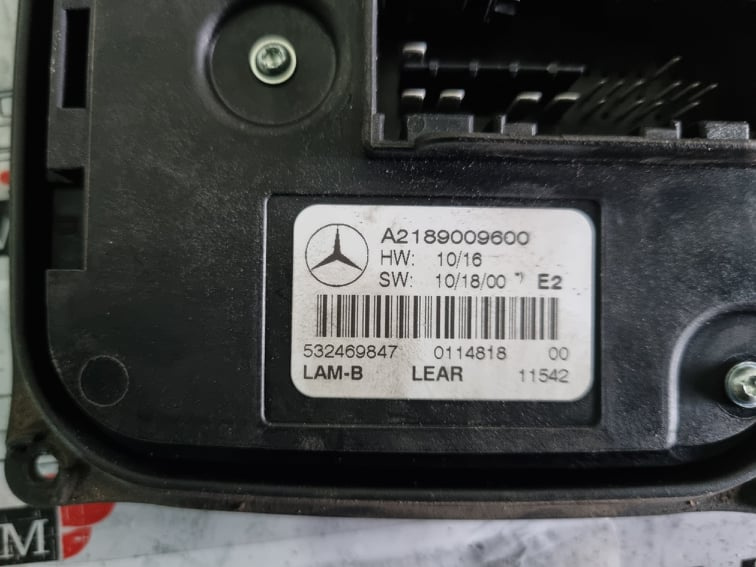 A2189009600
HW: 10/16
SW: 10/18/00 ") E2
532469847 0114818 00
LAM-B LEAR 11542
M